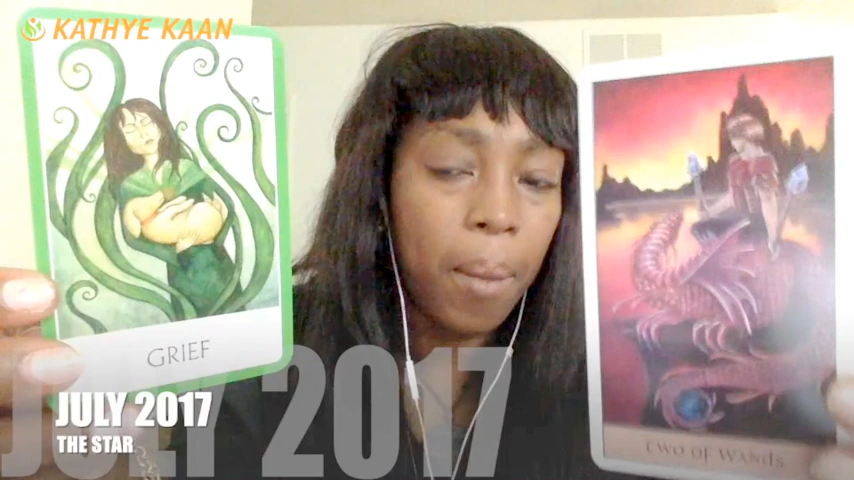 KATHYE KAAN
GRIEF
TWO OF WANDS
JULY 2017
JULY 2017
THE STAR